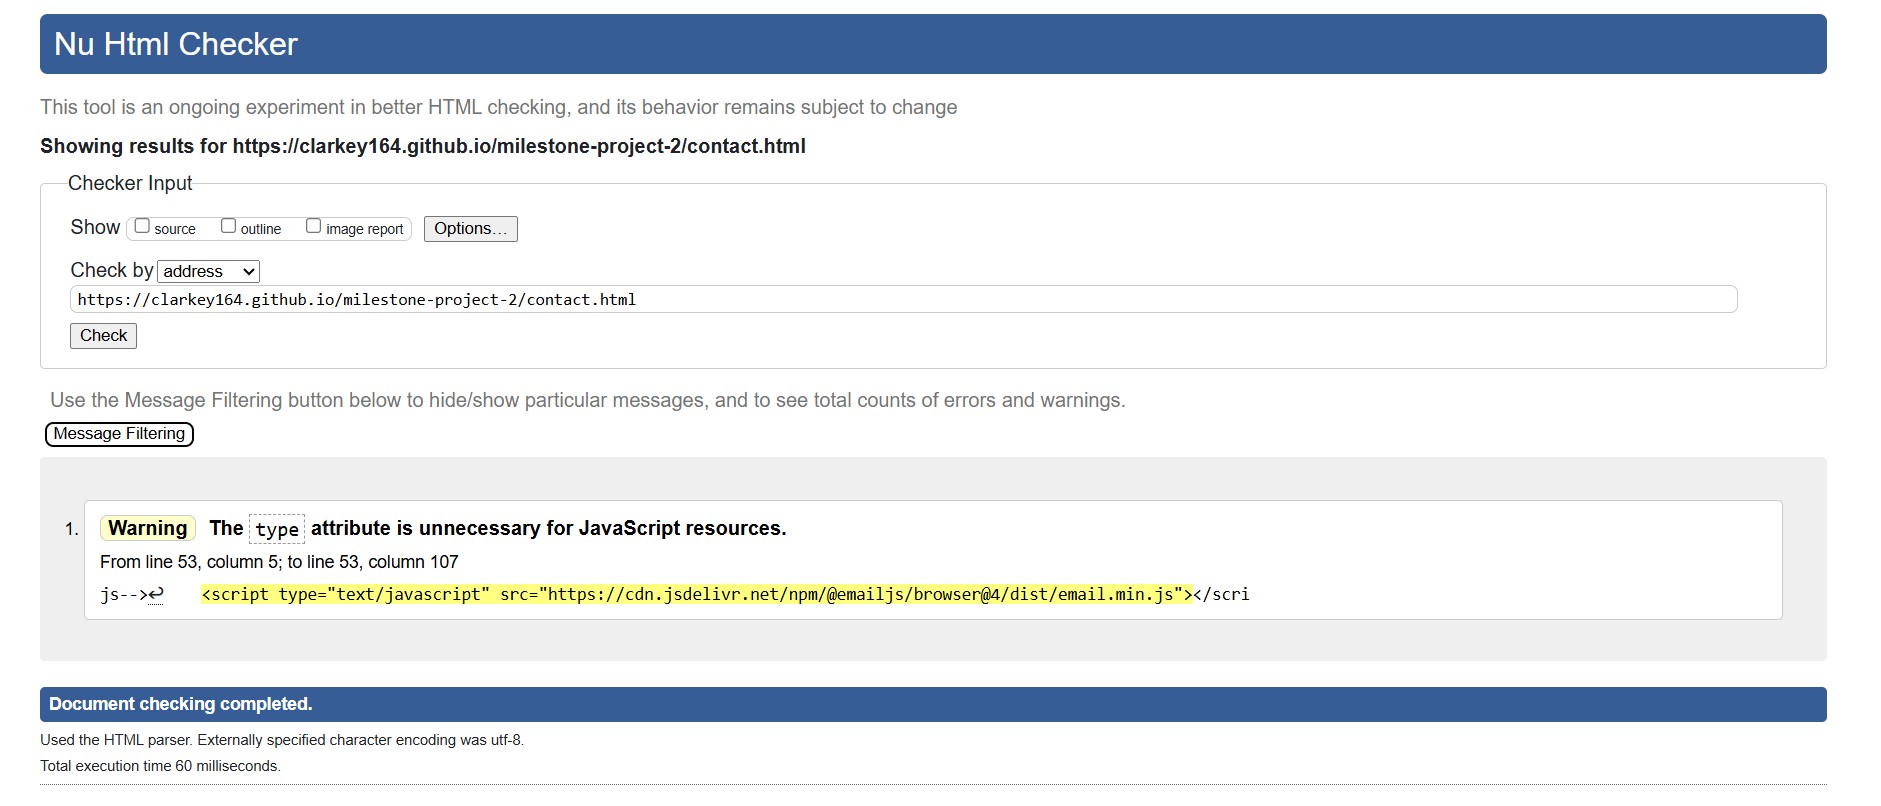 Nu Html Checker
This tool is an ongoing experiment in better HTML checking, and its behavior remains subject to change
Showing results for https://clarkey164.github.io/milestone-project-2/contact.html
Checker Input
Show source outline image report Options...
Check by address
https://clarkey164.github.io/milestone-project-2/contact.html
Check
Use the Message Filtering button below to hide/show particular messages, and to see total counts of errors and warnings.
Message Filtering
1. Warning The type attribute is unnecessary for JavaScript resources.
From line 53, column 5; to line 53, column 107
js-->↩ <script type="text/javascript" src="https://cdn.jsdelivr.net/npm/@emailjs/browser@4/dist/email.min.js"></scri
Document checking completed.
Used the HTML parser. Externally specified character encoding was utf-8.
Total execution time 60 milliseconds.